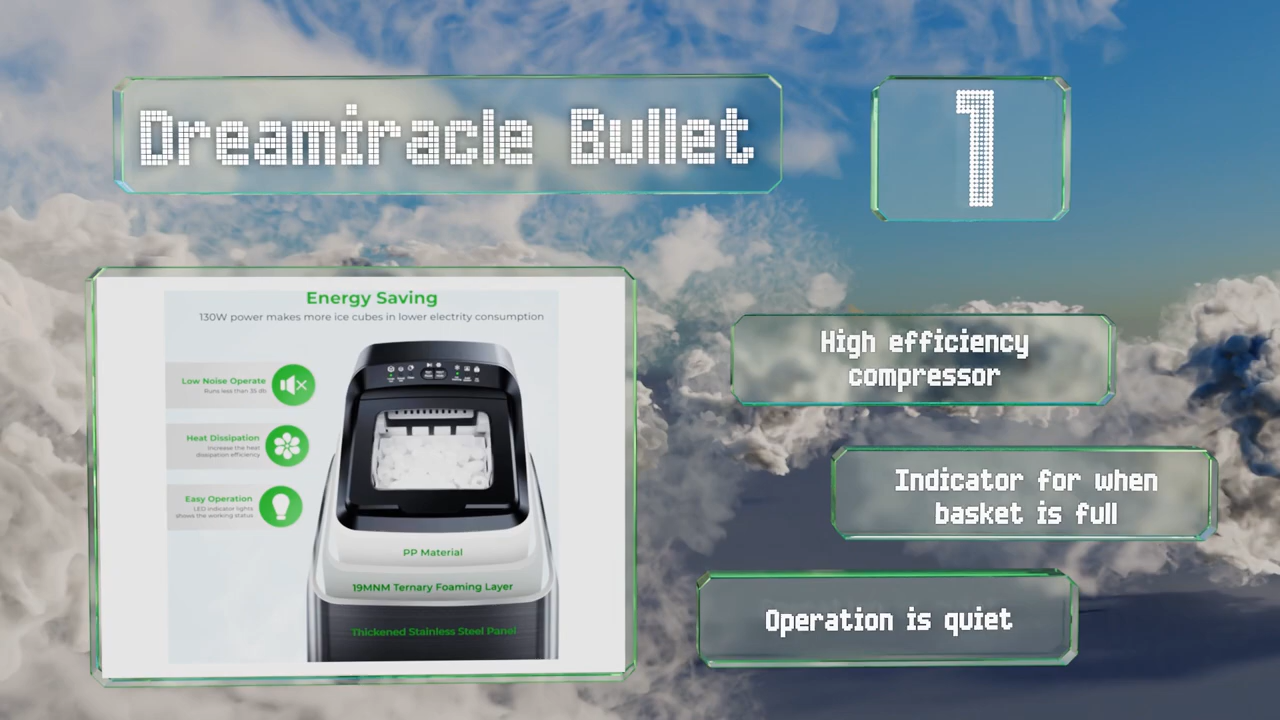 Dreamiracle Bullet
1
Energy Saving
130W power makes more ice cubes in lower electrity consumption
Low Noise Operate
Runs less than 35 db
Heat Dissipation
Increase the heat
dissipation efficiency
Easy Operation
LED indicator lights
shows the working status
PP Material
19MNM Ternary Foaming Layer
Thickened Stainless Steel Panel
High efficiency
compressor
Indicator for when
basket is full
Operation is quiet